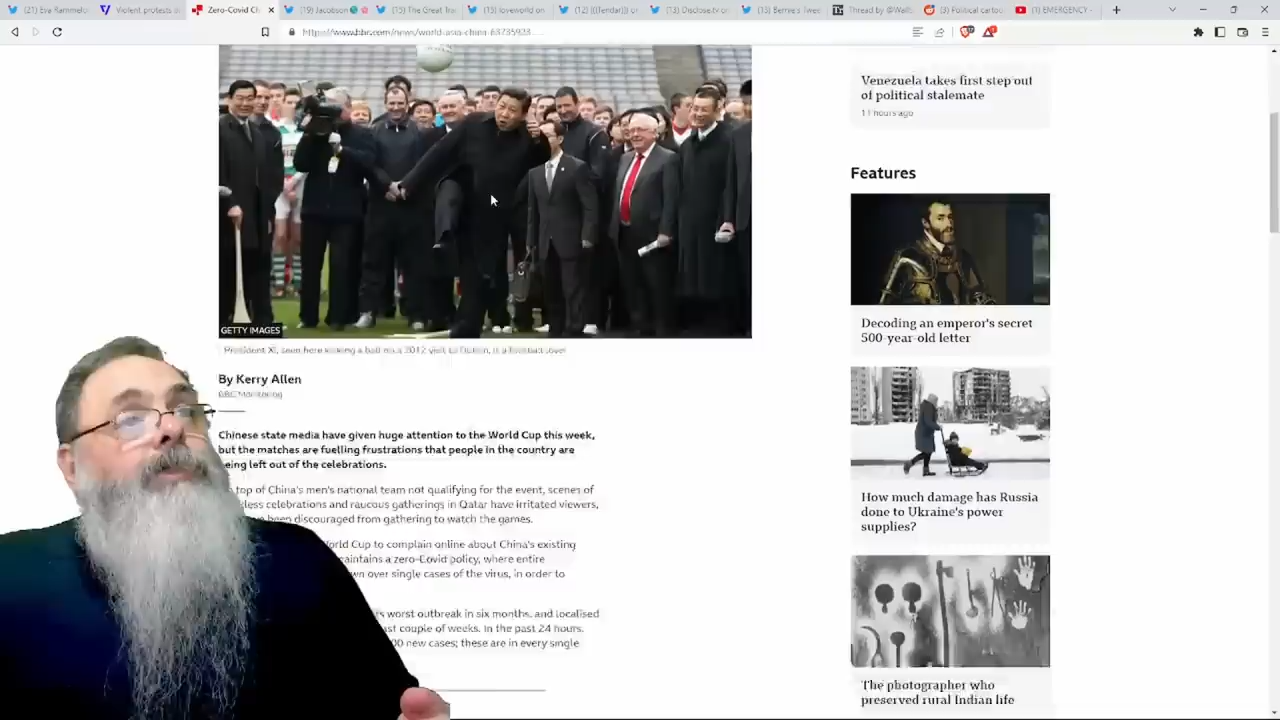 (21) Eva Rammelo
Violent protests a
Zero-Covid Ch
(19) Jacobson
(15) The Great Tra
(15) loveworld on
(12) (((Tendar))) or
(13) Disclose.tv on
(15) Bernie's Twee
Thread by @Walt
(3) Political cartoo
(1) EMERGENCY -
https://www.bbc.com/news/world-asia-china-63735923
Venezuela takes first step out
of political stalemate
11 hours ago
Features
GETTY IMAGES
President Xi, seen here kicking a ball on a 2012 visit to Dublin, is a football lover
By Kerry Allen
BBC Monitoring
Chinese state media have given huge attention to the World Cup this week,
but the matches are fuelling frustrations that people in the country are
being left out of the celebrations.
top of China's men's national team not qualifying for the event, scenes of
kless celebrations and raucous gatherings in Qatar have irritated viewers,
been discouraged from gathering to watch the games.
orld Cup to complain online about China's existing
aintains a zero-Covid policy, where entire
wn over single cases of the virus, in order to
s worst outbreak in six months, and localised
ast couple of weeks. In the past 24 hours,
00 new cases; these are in every single
Decoding an emperor's secret
500-year-old letter
How much damage has Russia
done to Ukraine's power
supplies?
The photographer who
preserved rural Indian life